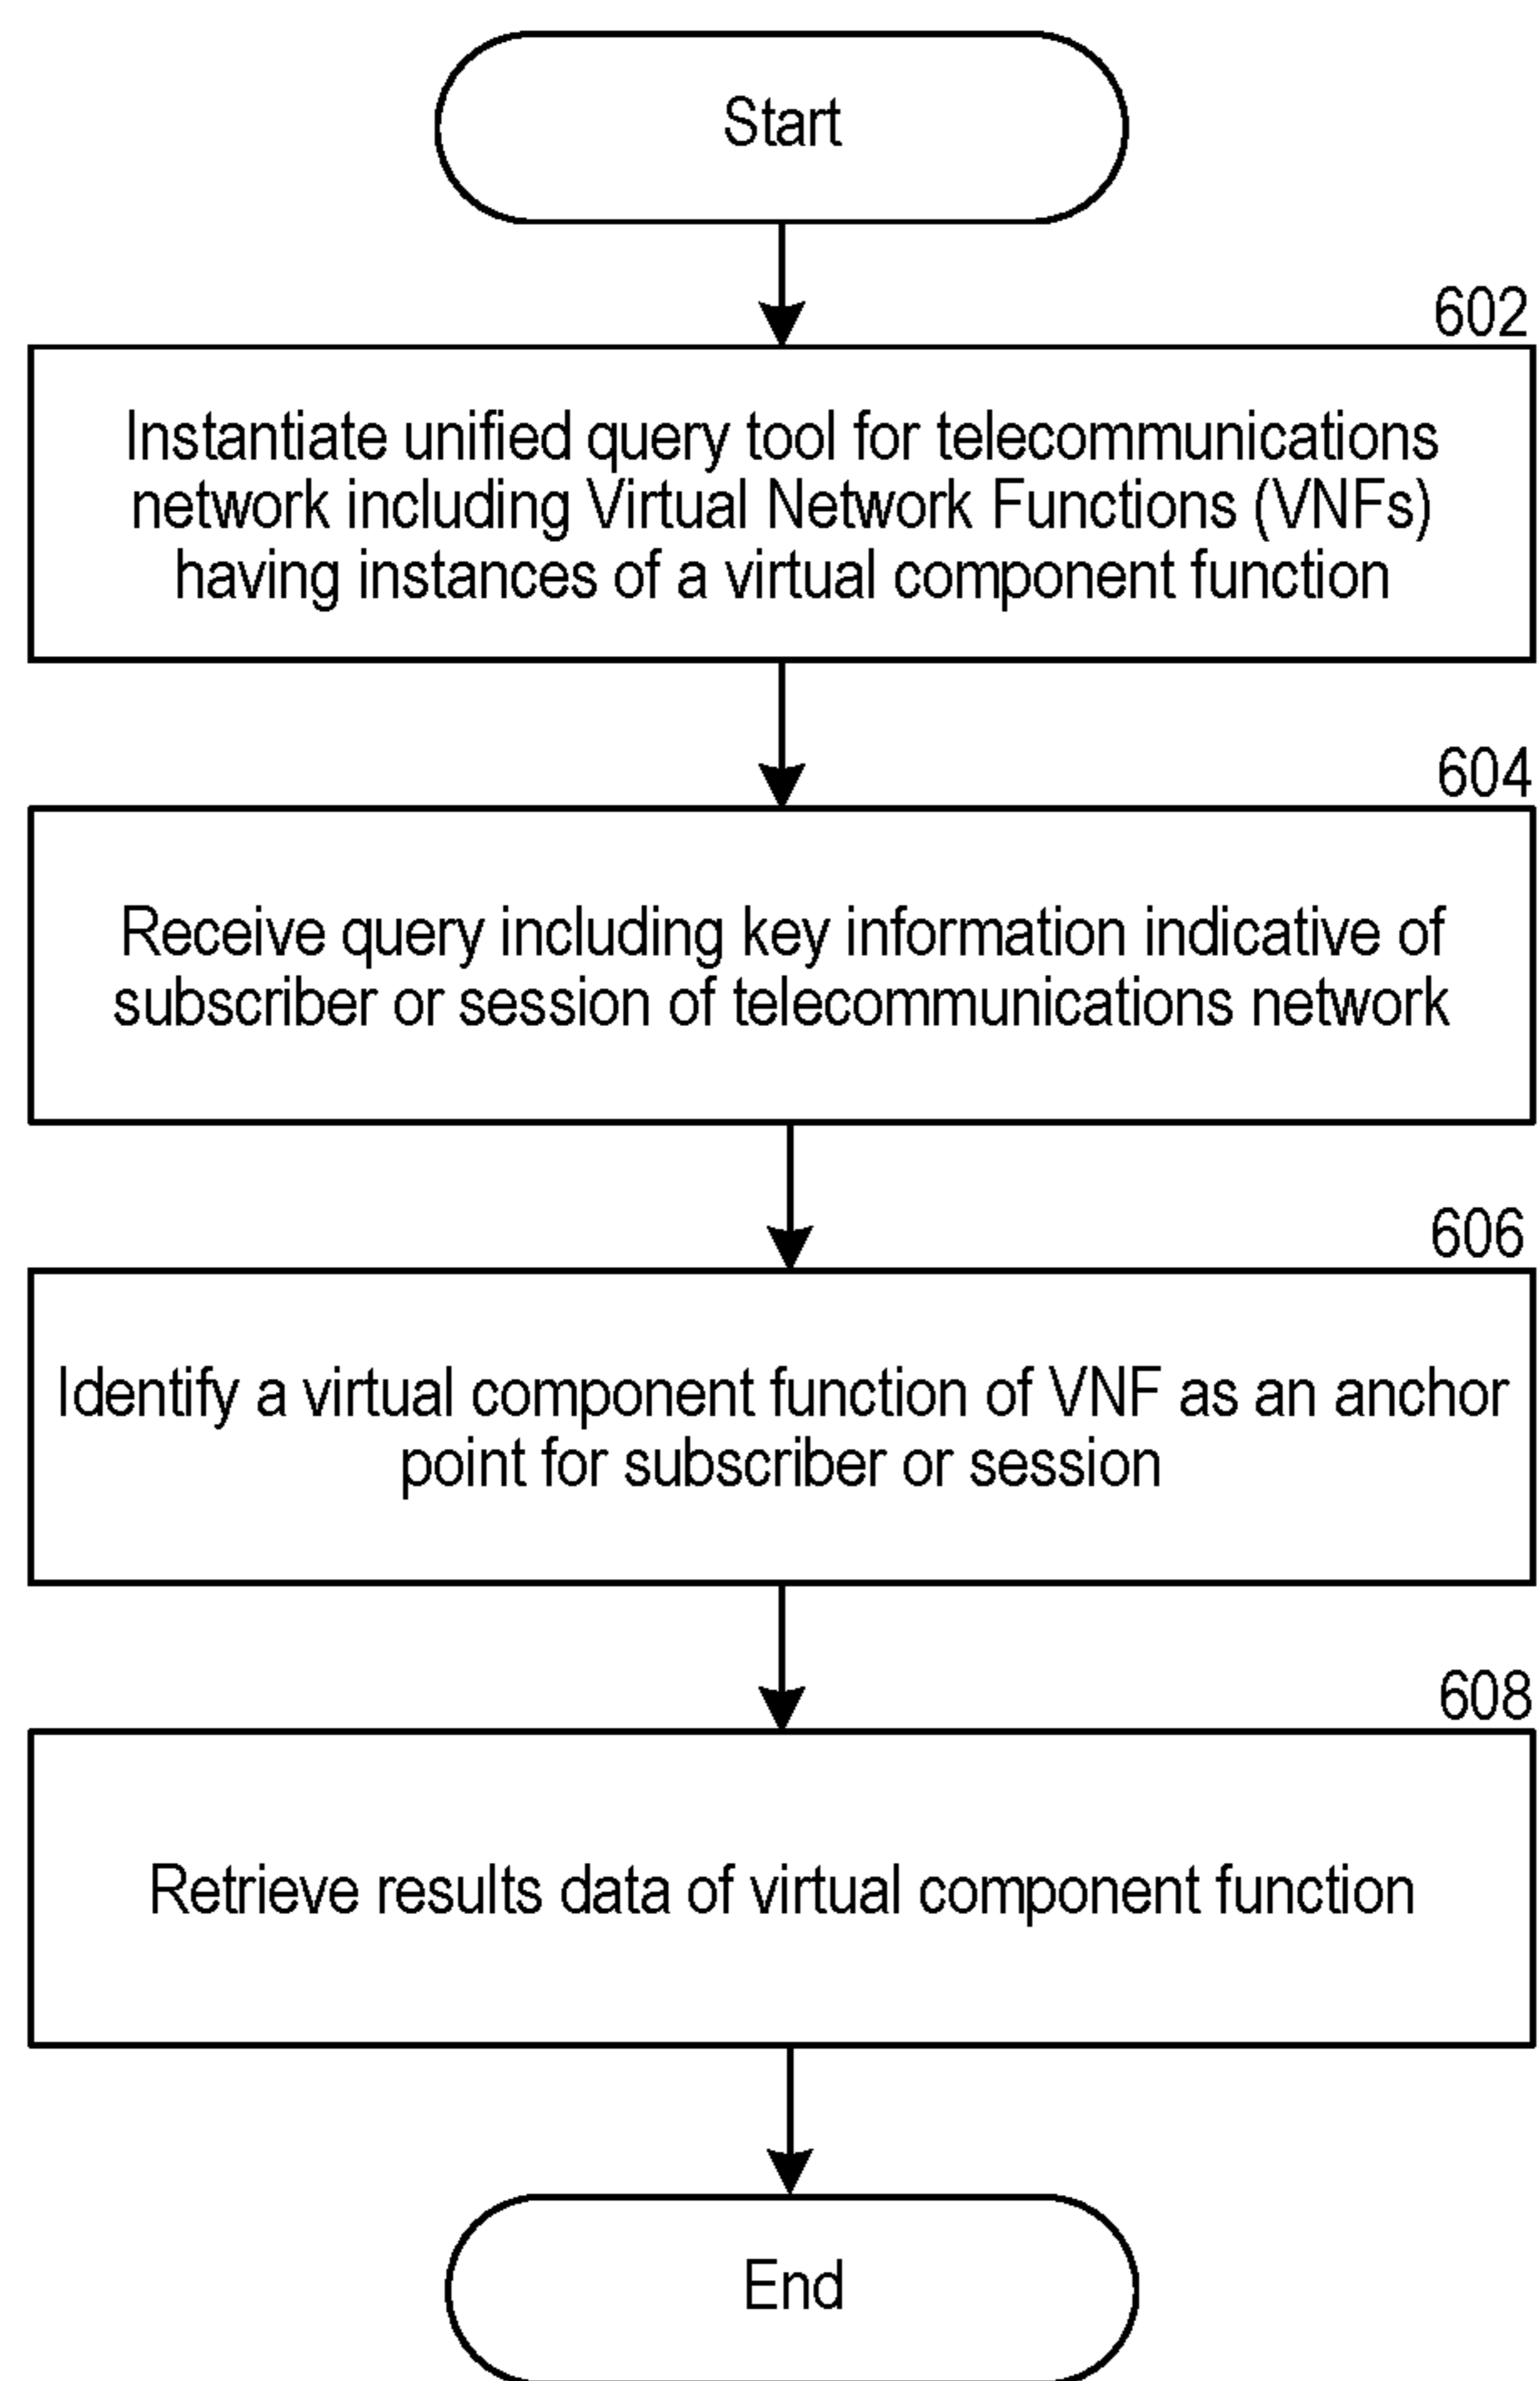 Start
602
Instantiate unified query tool for telecommunications
network including Virtual Network Functions (VNFs)
having instances of a virtual component function
604
Receive query including key information indicative of
subscriber or session of telecommunications network
606
Identify a virtual component function of VNF as an anchor
point for subscriber or session
608
Retrieve results data of virtual component function
End